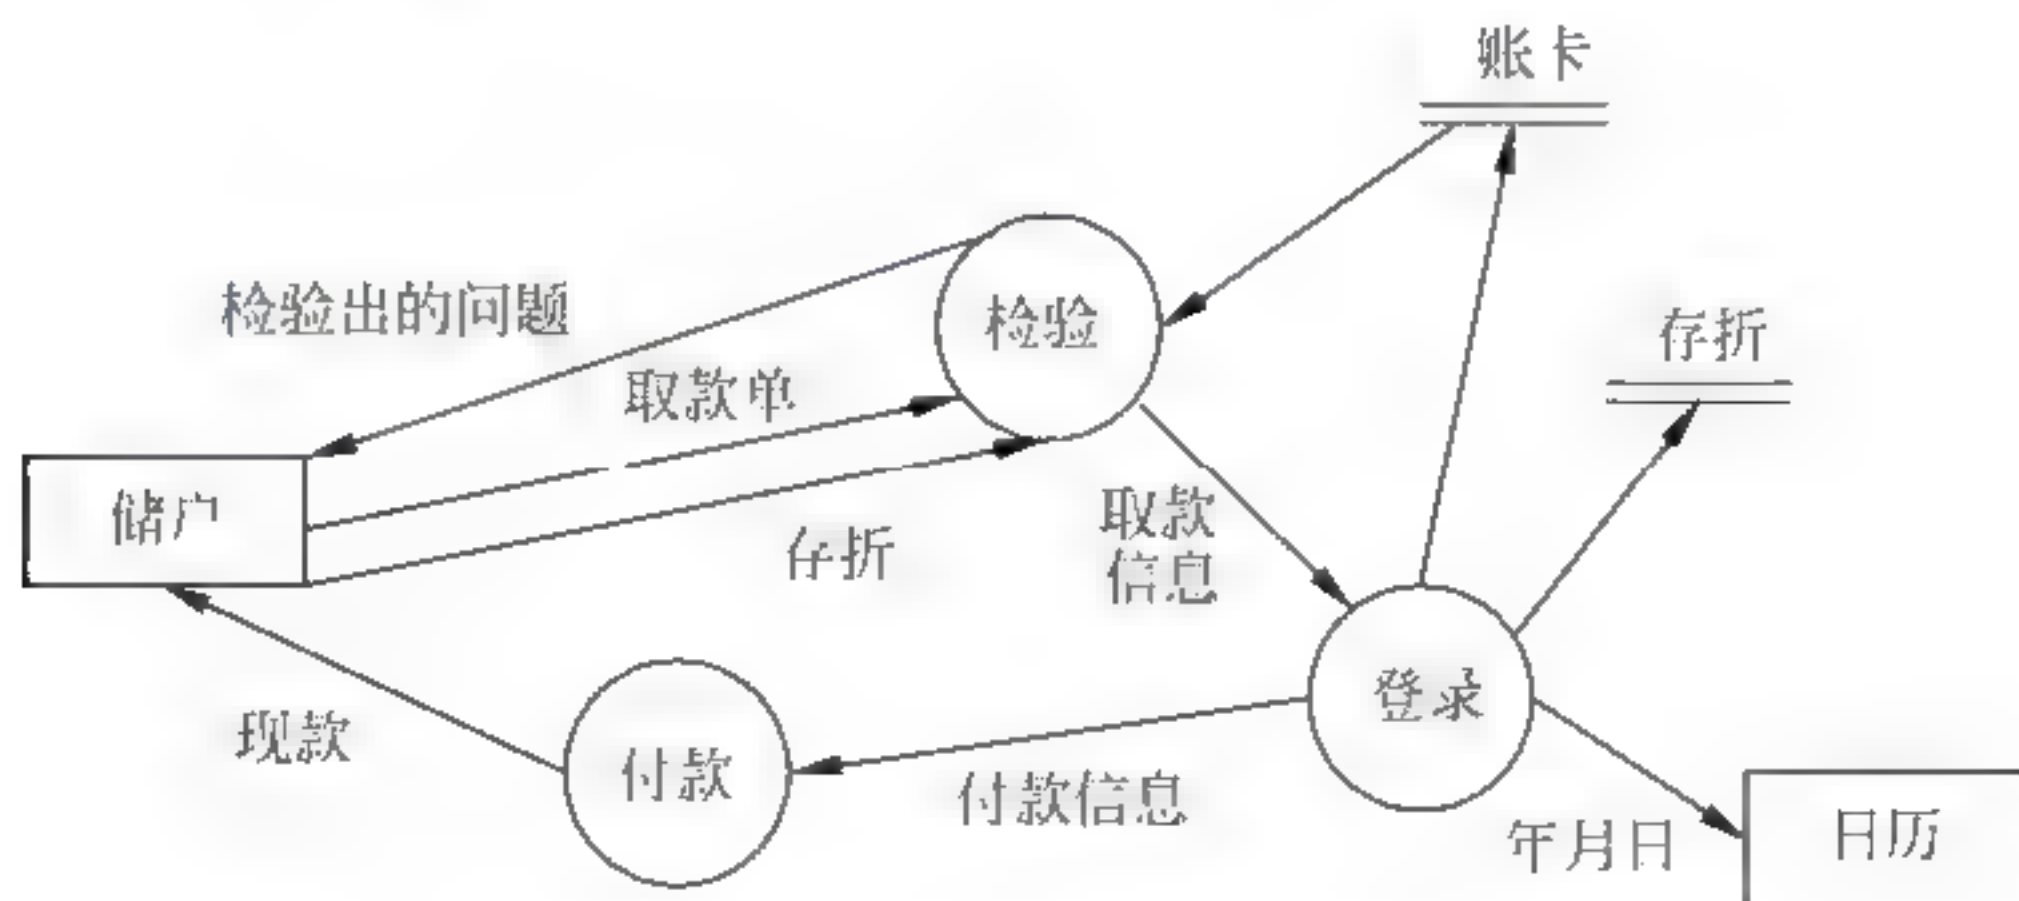 账卡
检验
存折
检验出的问题
取款单
储户
存折
取款
信息
登录
现款
付款
付款信息
年月日
日历